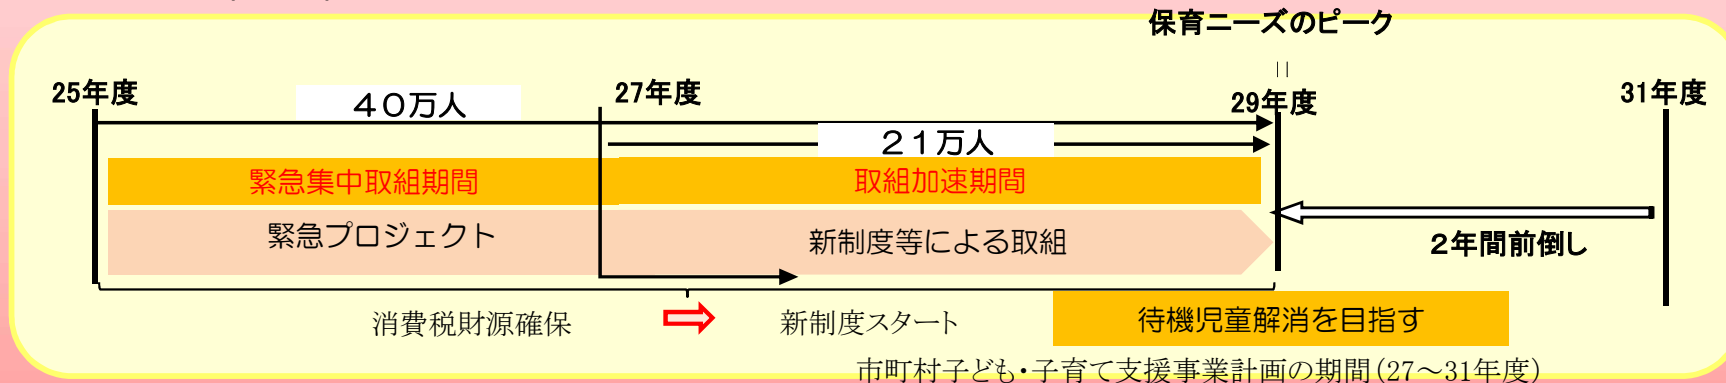 保育ニーズのピーク
||
25年度
40万人
27年度
29年度
31年度
21万人
緊急集中取組期間
取組加速期間
緊急プロジェクト
新制度等による取組
2年間前倒し
消費税財源確保
新制度スタート
待機児童解消を目指す
市町村子ども・子育て支援事業計画の期間(27～31年度)